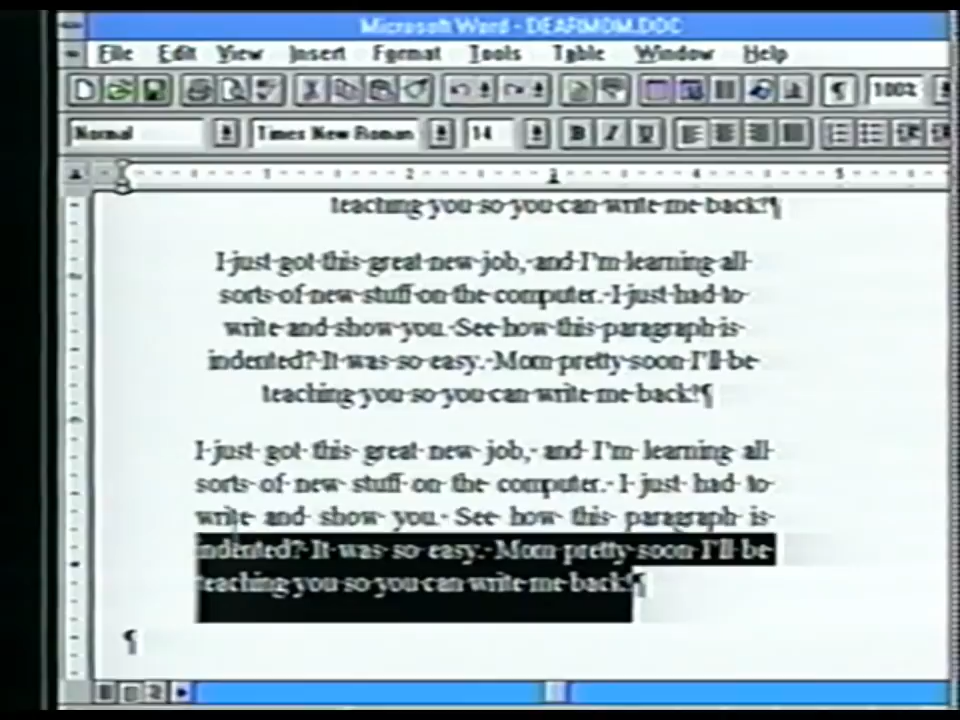 Microsoft Word - DEARMOM.DOC
File Edit View Insert Format Tools Table Window Help
100%
Normal Times New Roman 14 B I U
1 2 3 4 5
teaching you so you can write me back!¶
I just got this great new job, and I'm learning all
sorts of new stuff on the computer. I just had to
write and show you. See how this paragraph is
indented? It was so easy. Mom pretty soon I'll be
teaching you so you can write me back!¶
I just got this great new job, and I'm learning all
sorts of new stuff on the computer. I just had to
write and show you. See how this paragraph is
indented? It was so easy. Mom pretty soon I'll be
teaching you so you can write me back!¶
¶